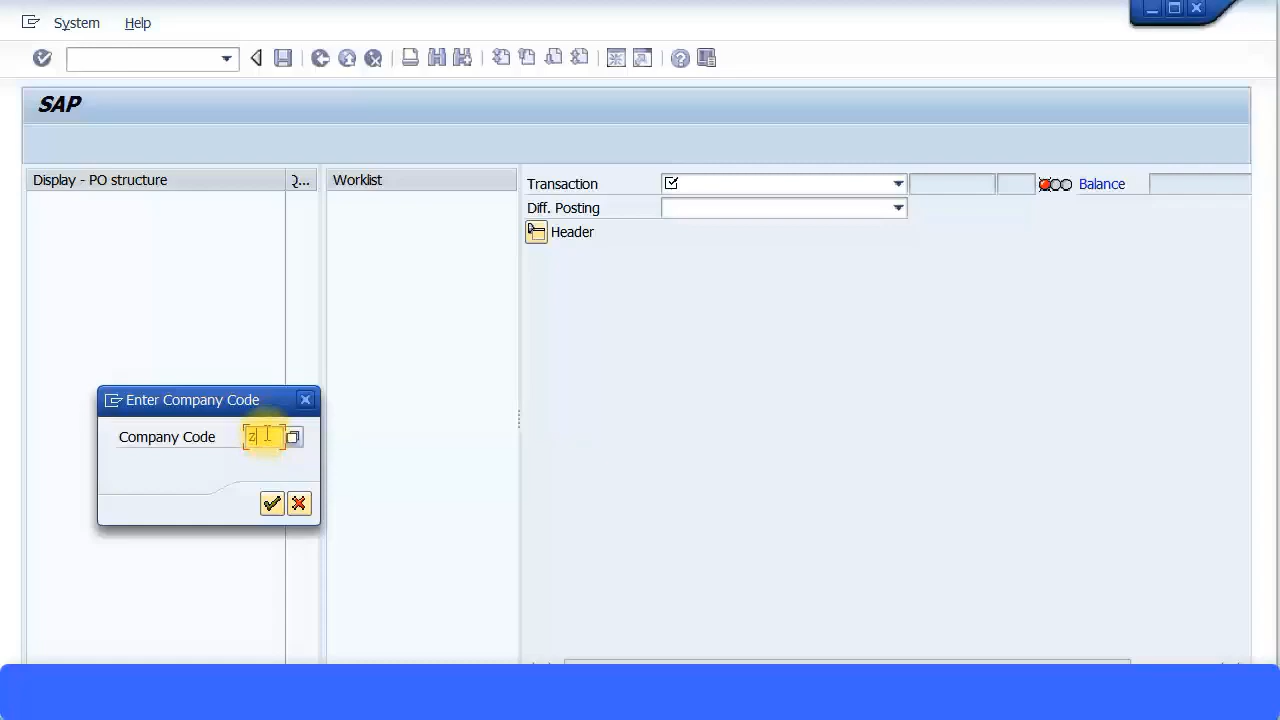 System Help
SAP
Display - PO structure
Q...
Worklist
Transaction
Balance
Diff. Posting
Header
Enter Company Code
Company Code z